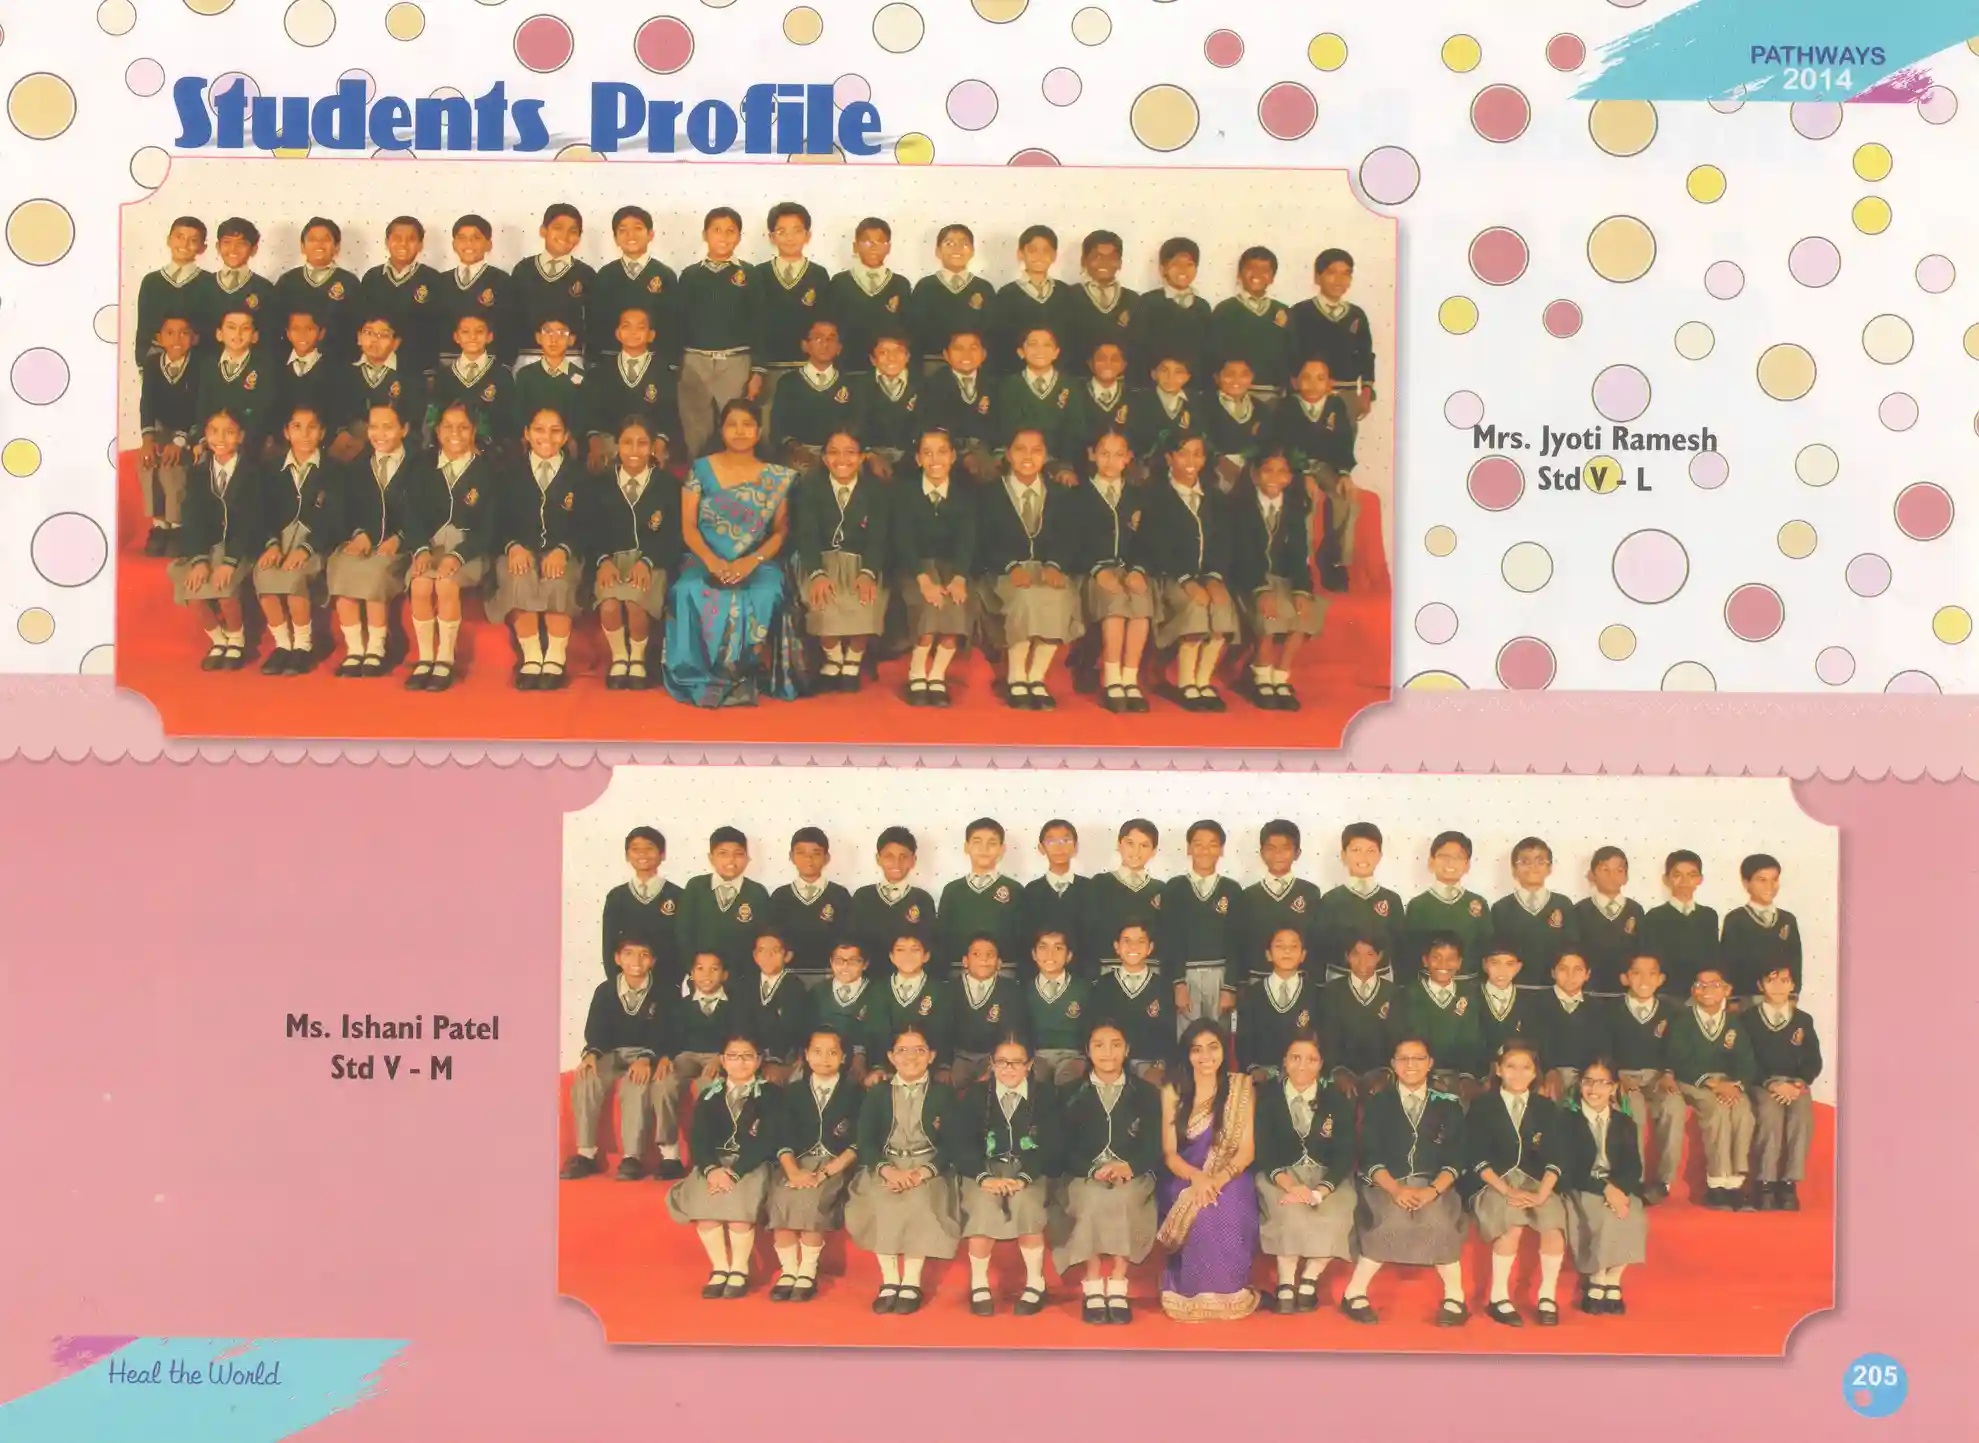 PATHWAYS
2014
Students Profile
Mrs. Jyoti Ramesh
Std V - L
Ms. Ishani Patel
Std V - M
Heal the World
205